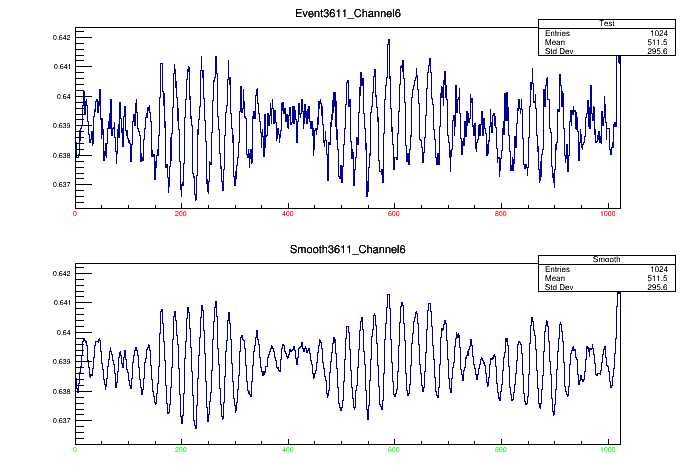 Event3611_Channel6
Test
Entries 1024
Mean 511.5
Std Dev 295.6
0.642
0.641
0.64
0.639
0.638
0.637
0 200 400 600 800 1000
Smooth3611_Channel6
Smooth
Entries 1024
Mean 511.5
Std Dev 295.6
0.642
0.641
0.64
0.639
0.638
0.637
0 200 400 600 800 1000